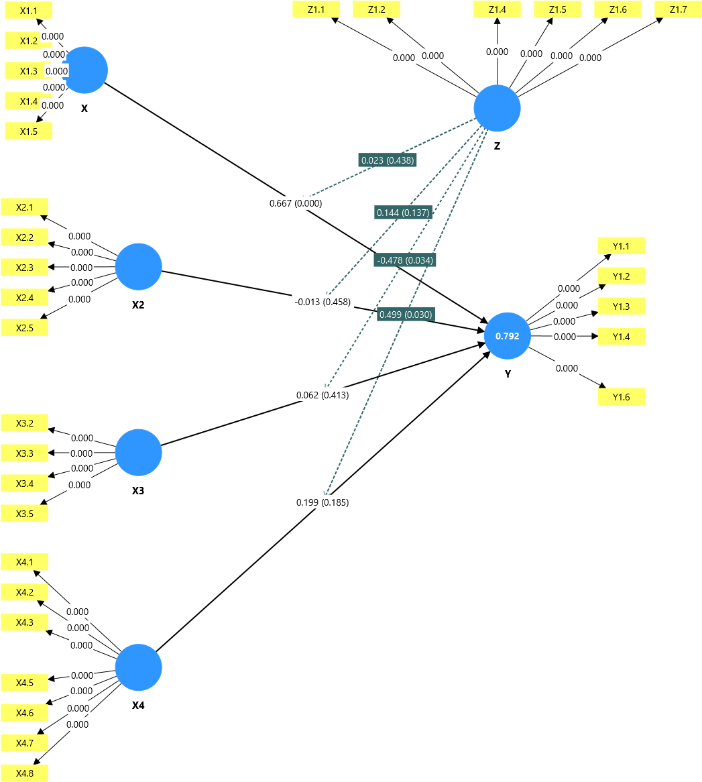 X1.1
X1.2
X1.3
X1.4
X1.5
0.000
0.000
0.000
0.000
0.000
X
Z1.1
Z1.2
Z1.4
Z1.5
Z1.6
Z1.7
0.000
0.000
0.000
0.000
0.000
0.000
Z
0.023 (0.438)
0.667 (0.000)
0.144 (0.137)
-0.478 (0.034)
-0.013 (0.458)
0.499 (0.030)
X2.1
X2.2
X2.3
X2.4
X2.5
0.000
0.000
0.000
0.000
0.000
X2
Y1.1
Y1.2
Y1.3
Y1.4
Y1.6
0.000
0.000
0.000
0.000
0.000
0.792
Y
0.062 (0.413)
X3.2
X3.3
X3.4
X3.5
0.000
0.000
0.000
0.000
X3
0.199 (0.185)
X4.1
X4.2
X4.3
X4.5
X4.6
X4.7
X4.8
0.000
0.000
0.000
0.000
0.000
0.000
0.000
X4